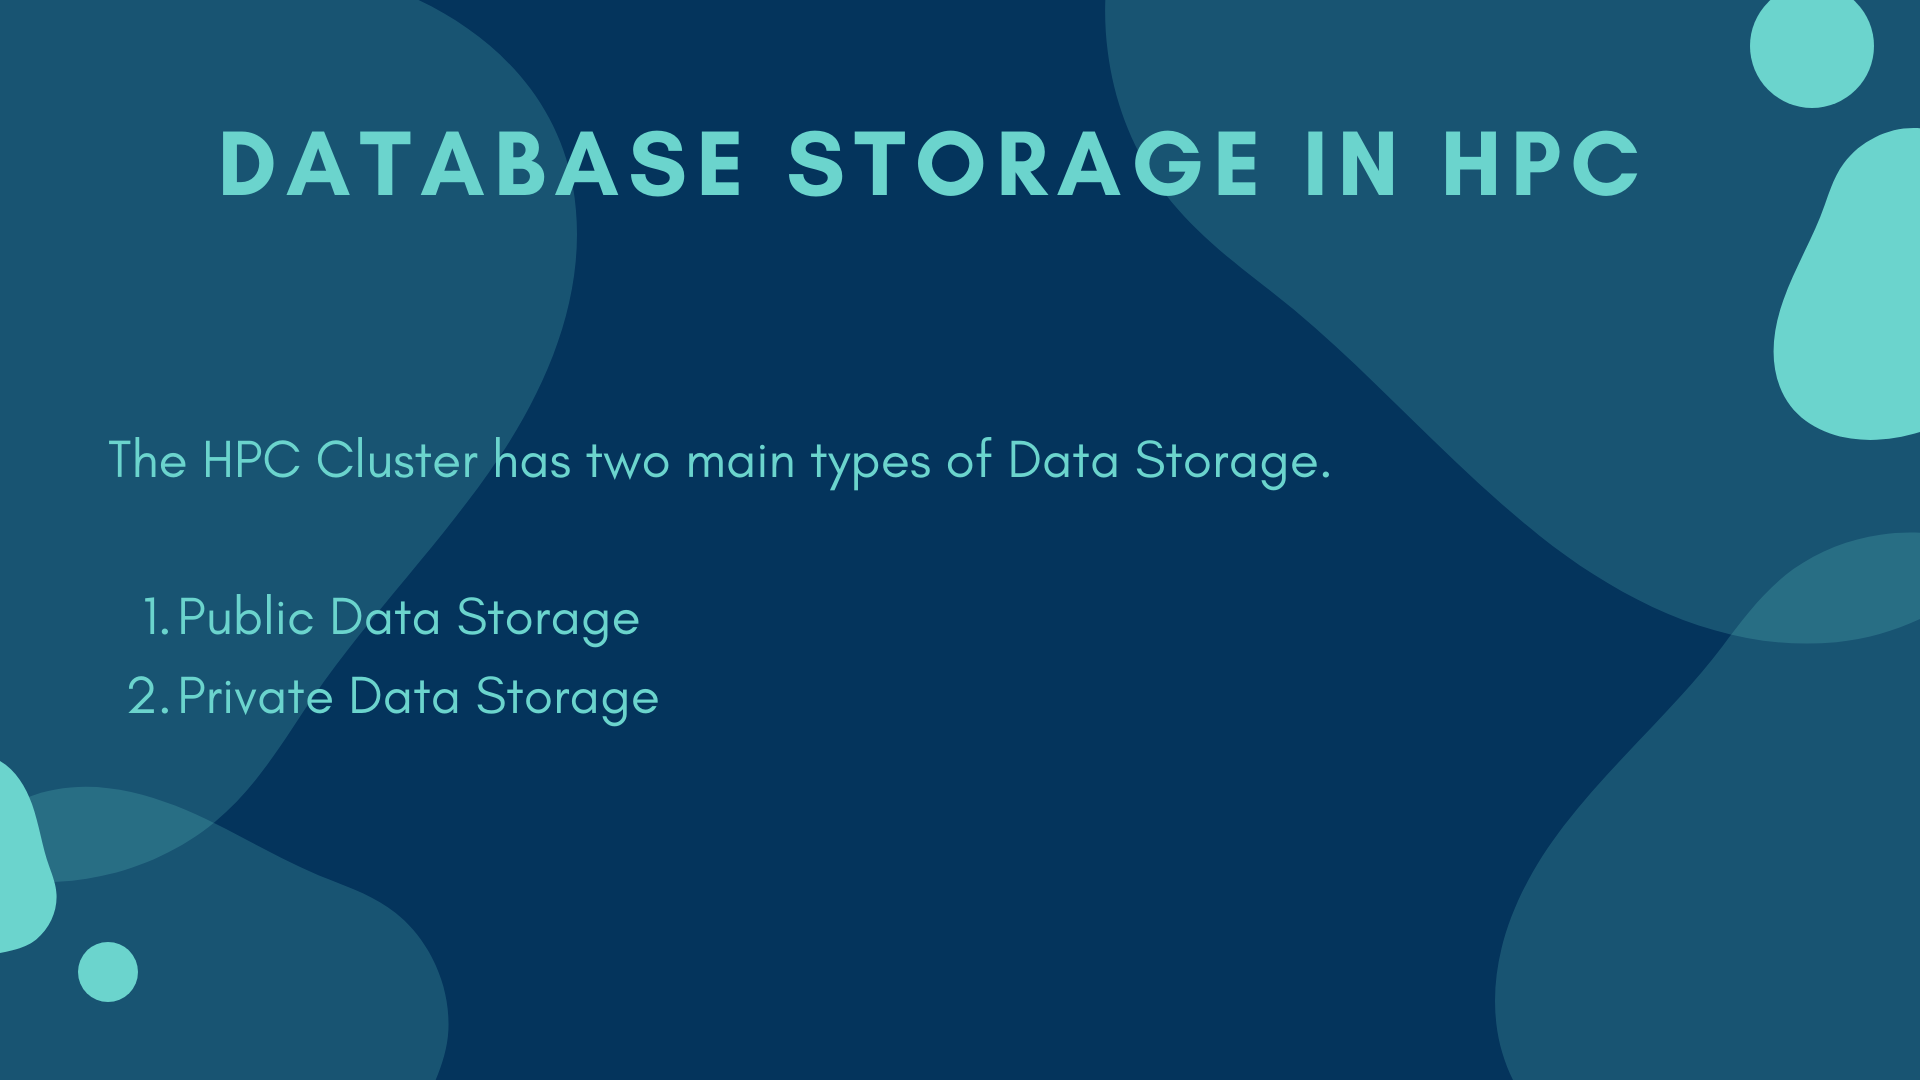 DATABASE STORAGE IN HPC
The HPC Cluster has two main types of Data Storage.
1. Public Data Storage
2. Private Data Storage